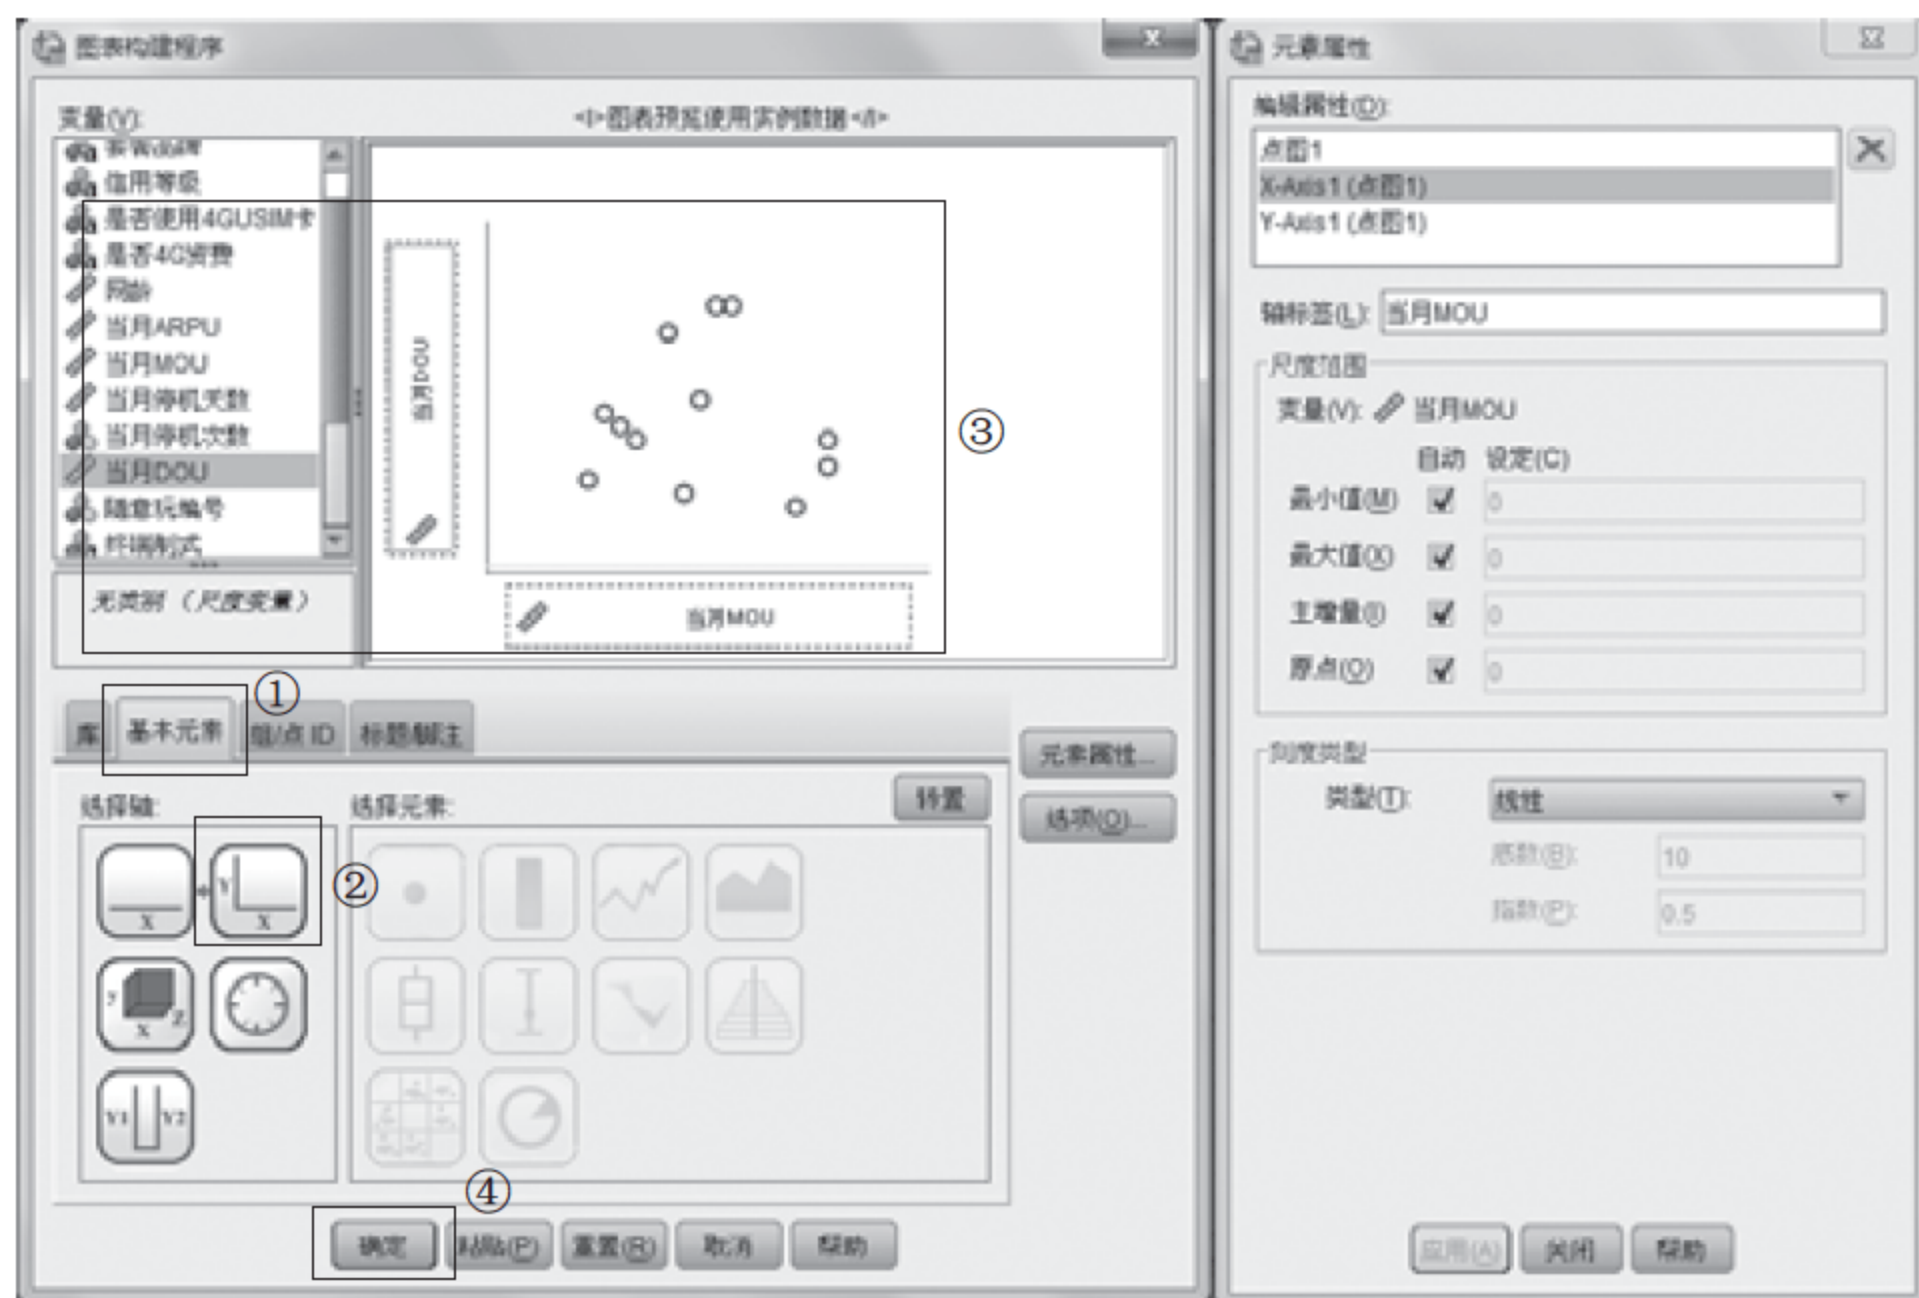 图表构建程序
变量(V):
<I>图表预览使用实例数据</I>
信用等级
是否使用4GUSIM卡
是否4G资费
网龄
当月ARPU
当月MOU
当月停机天数
当月停机次数
当月DOU
随意玩编号
终端制式
无类别（尺度变量）
当月DOU
当月MOU
③
①
库
基本元素
组/点 ID
标题/脚注
元素属性...
选项(O)...
选择轴:
选择元素:
转置
X
Y
X
②
y
X
Z
Y1
Y2
④
确定
粘贴(P)
重置(R)
取消
帮助
元素属性
编辑属性(D):
点图1
X-Axis1 (点图1)
Y-Axis1 (点图1)
轴标签(L): 当月MOU
尺度范围
变量(V): 当月MOU
自动 设定(C)
最小值(M) 0
最大值(X) 0
主增量(I) 0
原点(O) 0
刻度类型
类型(T): 线性
底数(B): 10
指数(P): 0.5
应用(A)
关闭
帮助